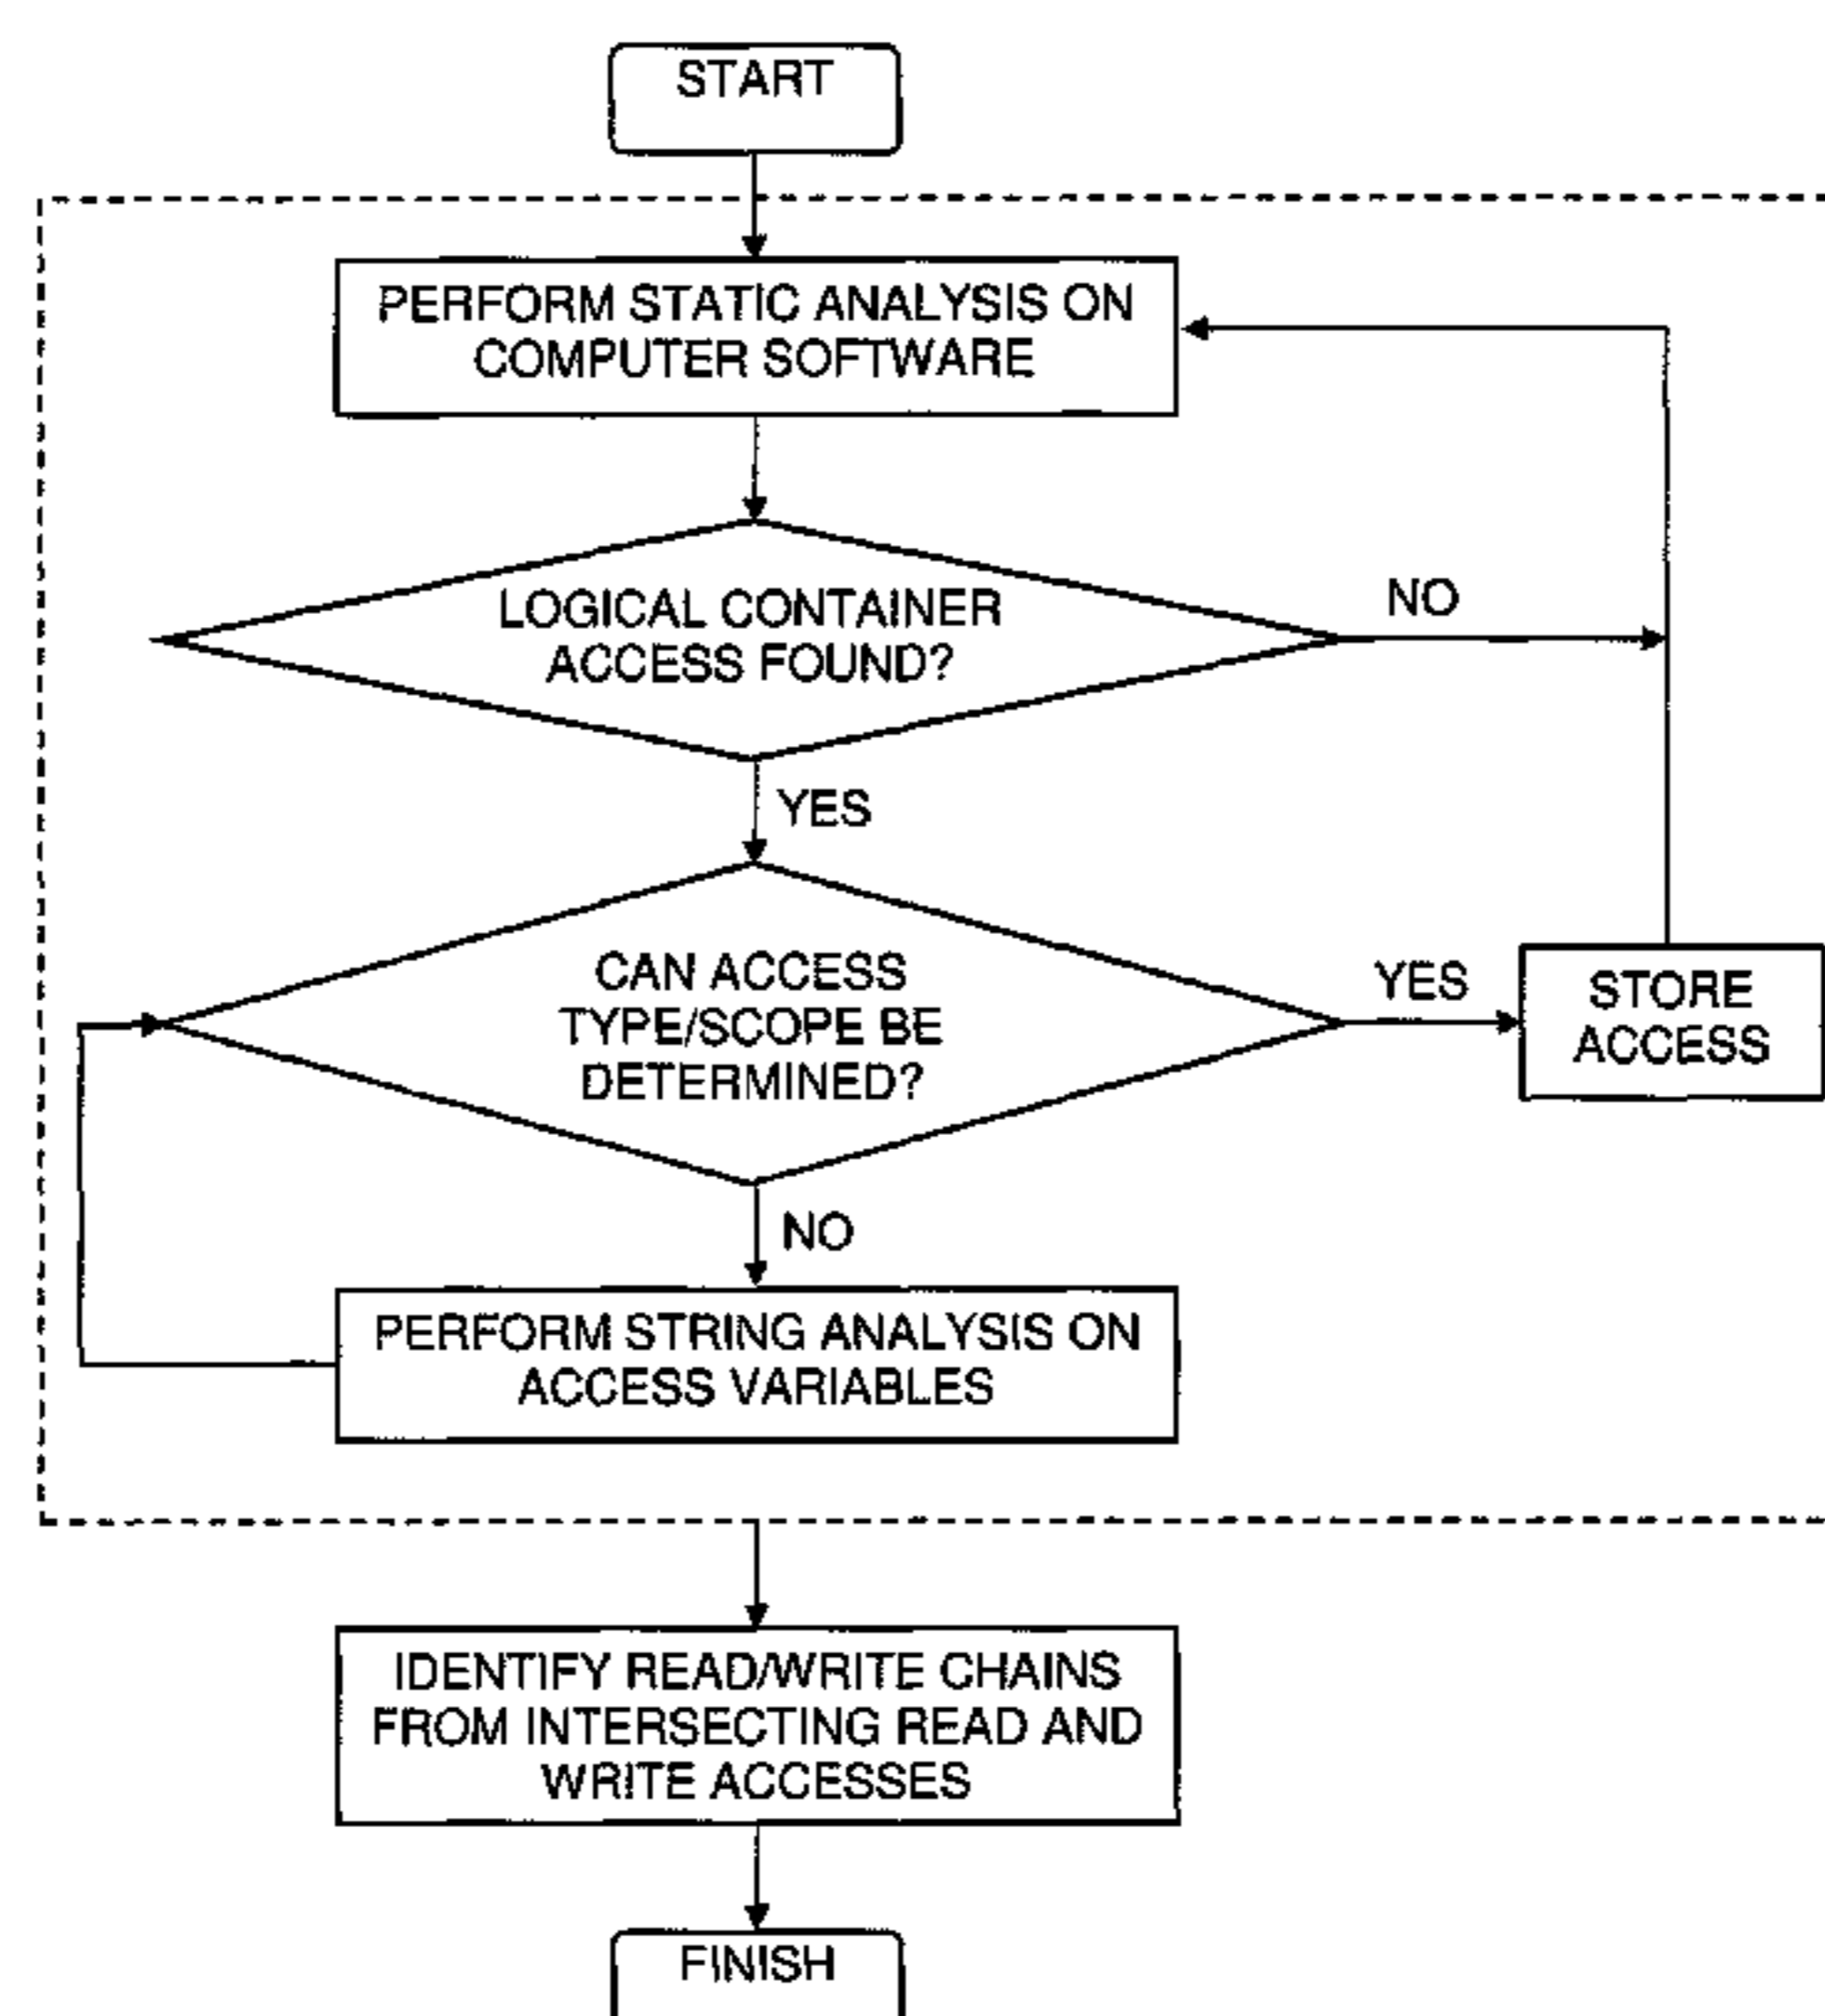 START
PERFORM STATIC ANALYSIS ON
COMPUTER SOFTWARE
LOGICAL CONTAINER
ACCESS FOUND?
NO
YES
CAN ACCESS
TYPE/SCOPE BE
DETERMINED?
YES
STORE
ACCESS
NO
PERFORM STRING ANALYSIS ON
ACCESS VARIABLES
IDENTIFY READ/WRITE CHAINS
FROM INTERSECTING READ AND
WRITE ACCESSES
FINISH